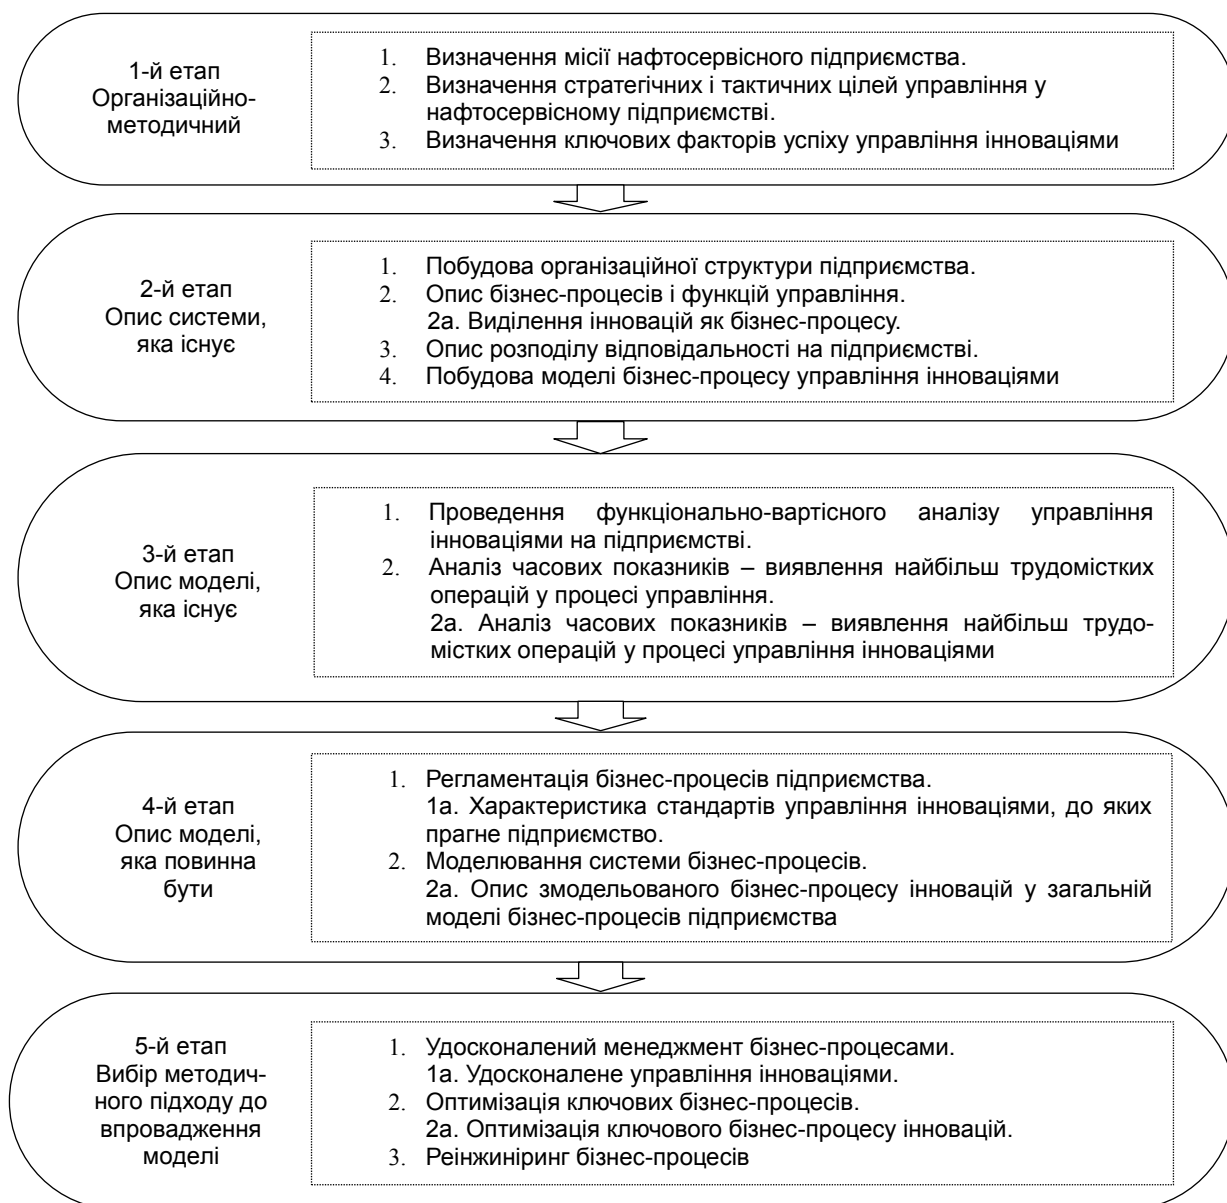 1-й етап
Організаційно-
методичний
1. Визначення місії нафтосервісного підприємства.
2. Визначення стратегічних і тактичних цілей управління у
нафтосервісному підприємстві.
3. Визначення ключових факторів успіху управління інноваціями
2-й етап
Опис системи,
яка існує
1. Побудова організаційної структури підприємства.
2. Опис бізнес-процесів і функцій управління.
2а. Виділення інновацій як бізнес-процесу.
3. Опис розподілу відповідальності на підприємстві.
4. Побудова моделі бізнес-процесу управління інноваціями
3-й етап
Опис моделі,
яка існує
1. Проведення функціонально-вартісного аналізу управління
інноваціями на підприємстві.
2. Аналіз часових показників – виявлення найбільш трудомістких
операцій у процесі управління.
2а. Аналіз часових показників – виявлення найбільш трудо-
містких операцій у процесі управління інноваціями
4-й етап
Опис моделі,
яка повинна
бути
1. Регламентація бізнес-процесів підприємства.
1а. Характеристика стандартів управління інноваціями, до яких
прагне підприємство.
2. Моделювання системи бізнес-процесів.
2а. Опис змодельованого бізнес-процесу інновацій у загальній
моделі бізнес-процесів підприємства
5-й етап
Вибір методич-
ного підходу до
впровадження
моделі
1. Удосконалений менеджмент бізнес-процесами.
1а. Удосконалене управління інноваціями.
2. Оптимізація ключових бізнес-процесів.
2а. Оптимізація ключового бізнес-процесу інновацій.
3. Реінжиніринг бізнес-процесів